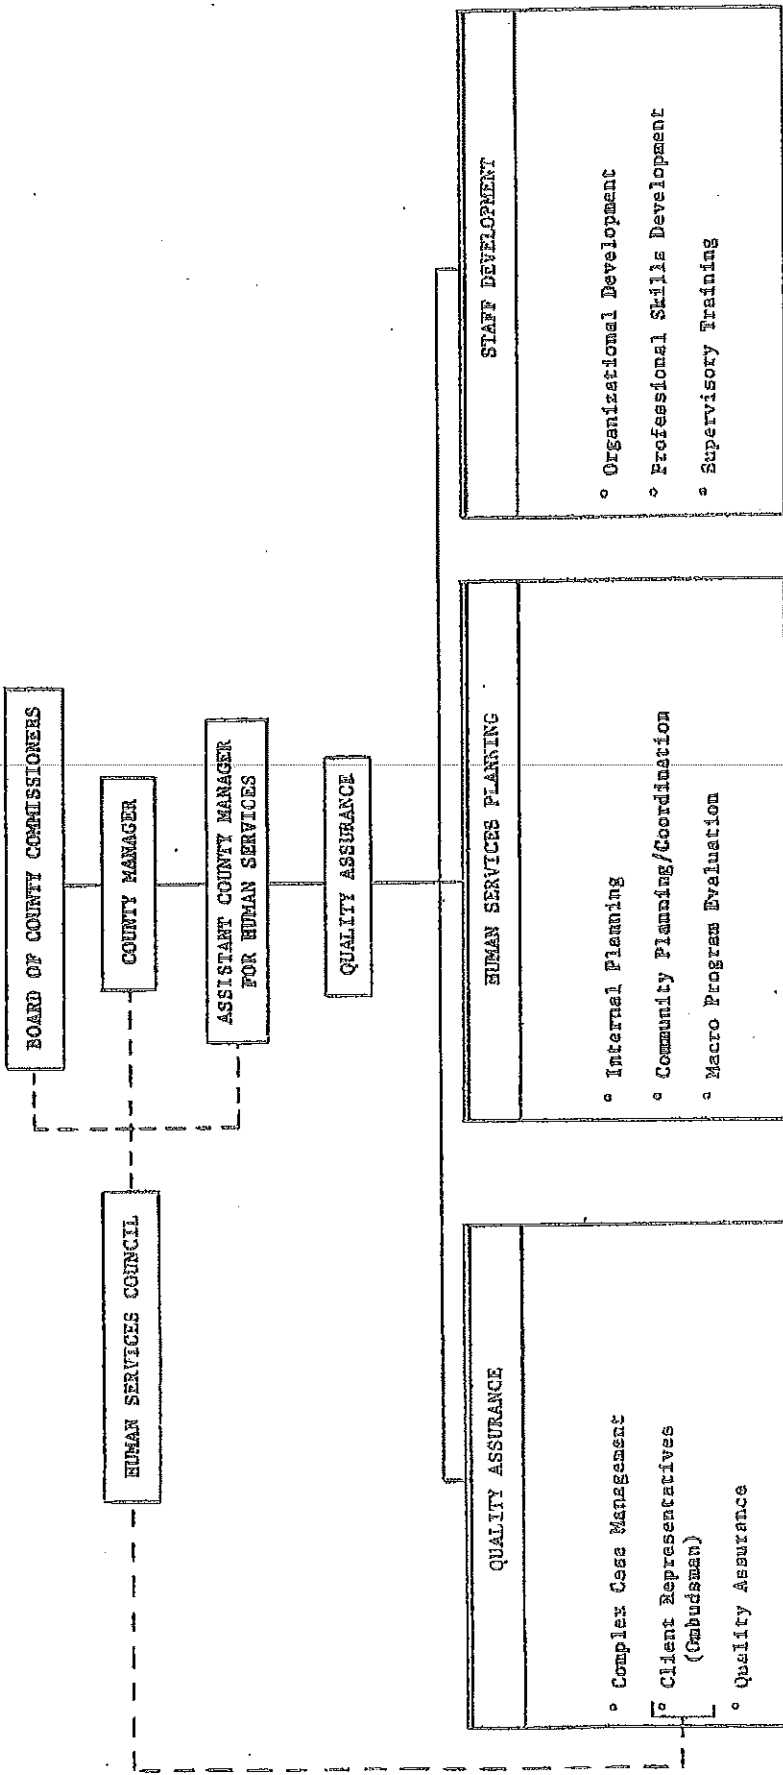 BOARD OF COUNTY COMMISSIONERS
COUNTY MANAGER
HUMAN SERVICES COUNCIL
ASSISTANT COUNTY MANAGER
FOR HUMAN SERVICES
QUALITY ASSURANCE
QUALITY ASSURANCE
° Complex Case Management
° Client Representatives
(Ombudsman)
° Quality Assurance
HUMAN SERVICES PLANNING
° Internal Planning
° Community Planning/Coordination
° Macro Program Evaluation
STAFF DEVELOPMENT
° Organizational Development
° Professional Skills Development
° Supervisory Training